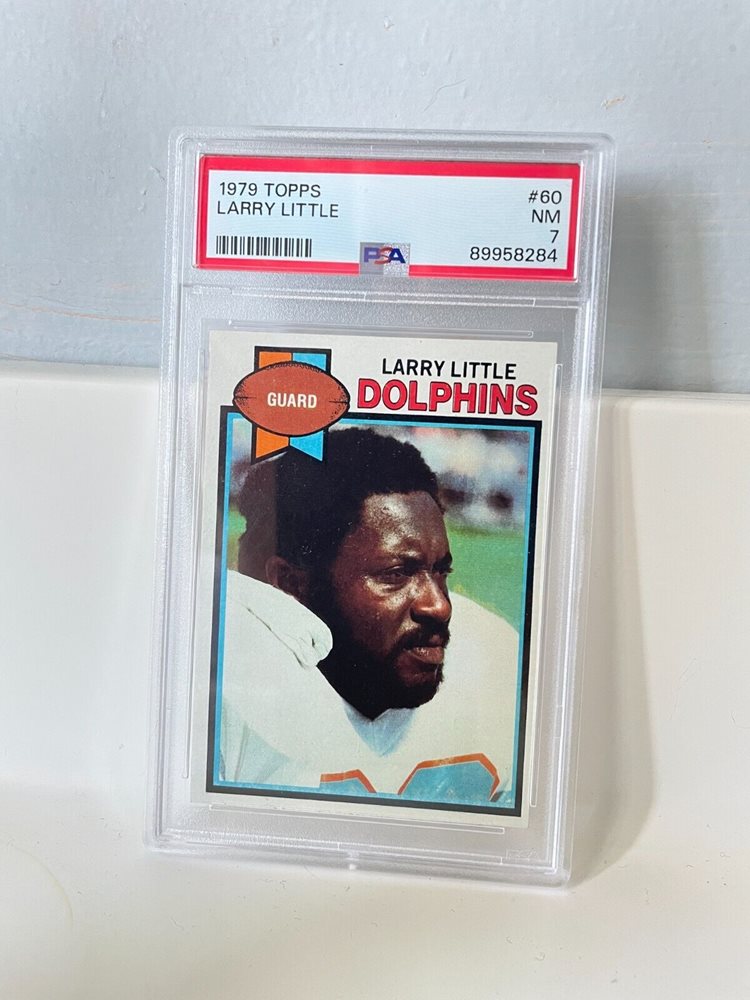 1979 TOPPS #60
LARRY LITTLE NM
7
PSA 89958284
LARRY LITTLE
GUARD DOLPHINS